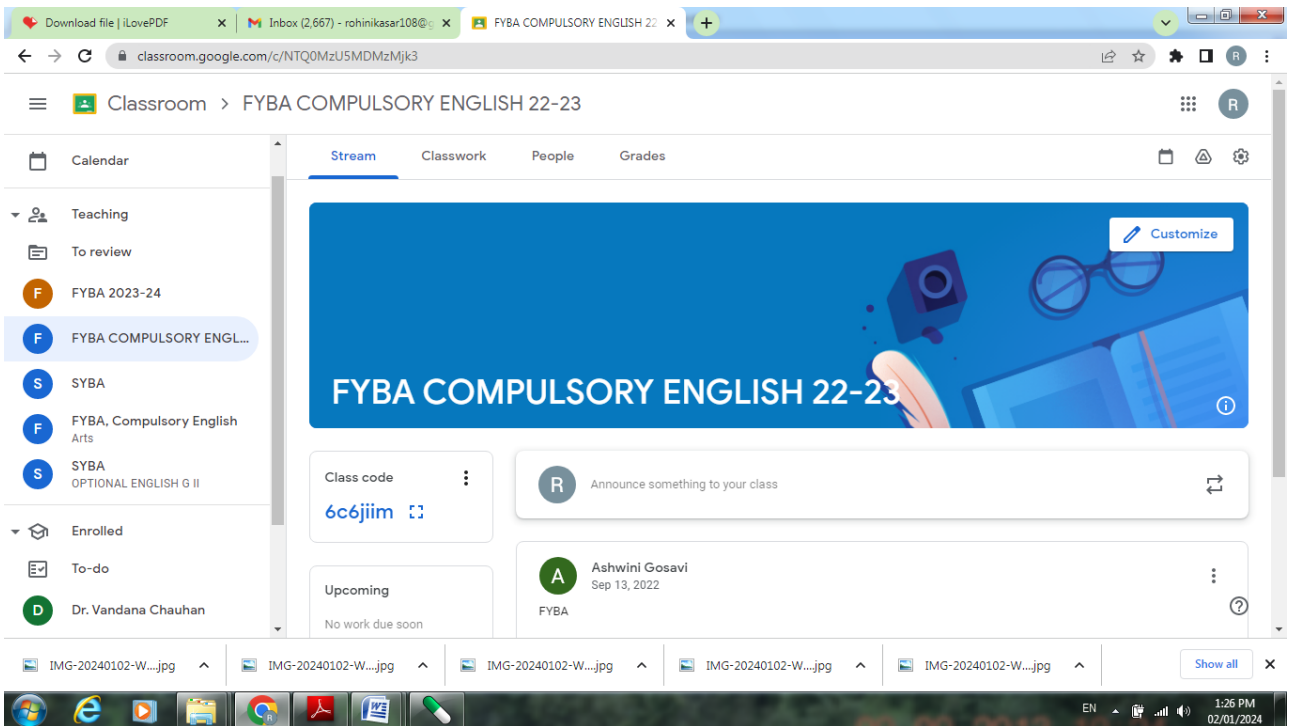 Download file | iLovePDF
Inbox (2,667) - rohinikasar108@g
FYBA COMPULSORY ENGLISH 22
classroom.google.com/c/NTQ0MzU5MDMzMjk3
R
Classroom > FYBA COMPULSORY ENGLISH 22-23
R
Calendar
Stream Classwork People Grades
Teaching
To review
F FYBA 2023-24
F FYBA COMPULSORY ENGL...
S SYBA
F FYBA, Compulsory English
Arts
S SYBA
OPTIONAL ENGLISH G II
Enrolled
To-do
D Dr. Vandana Chauhan
Customize
FYBA COMPULSORY ENGLISH 22-23
Class code
6c6jiim
R Announce something to your class
Upcoming
No work due soon
A Ashwini Gosavi
Sep 13, 2022
FYBA
IMG-20240102-W....jpg IMG-20240102-W....jpg IMG-20240102-W....jpg IMG-20240102-W....jpg IMG-20240102-W....jpg Show all
EN 1:26 PM
02/01/2024